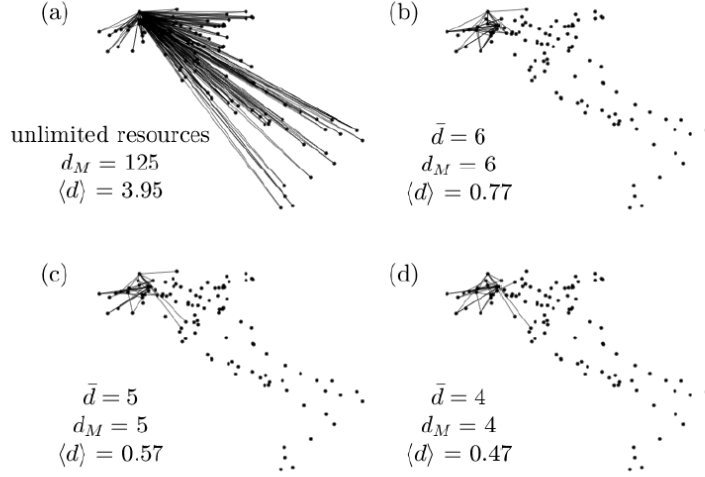 (a)
unlimited resources
d_M = 125
⟨d⟩ = 3.95
(b)
d̄ = 6
d_M = 6
⟨d⟩ = 0.77
(c)
d̄ = 5
d_M = 5
⟨d⟩ = 0.57
(d)
d̄ = 4
d_M = 4
⟨d⟩ = 0.47